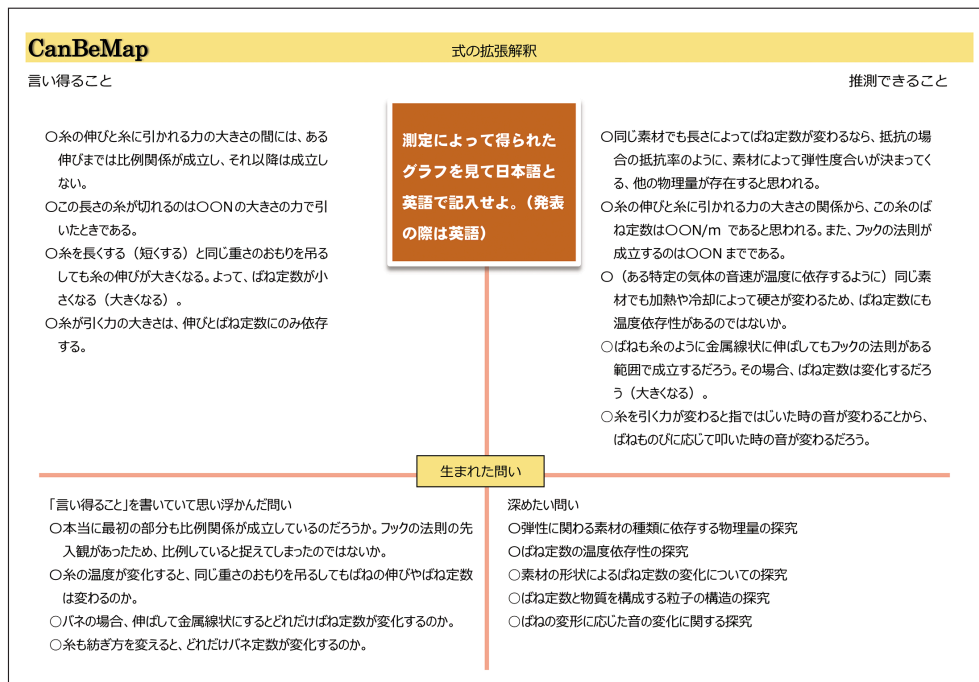 CanBeMap
式の拡張解釈
言い得ること
推測できること
測定によって得られた
グラフを見て日本語と
英語で記入せよ。(発表
の際は英語)
〇糸の伸びと糸に引かれる力の大きさの間には、ある
伸びまでは比例関係が成立し、それ以降は成立し
ない。
〇この長さの糸が切れるのは〇〇Nの大きさの力で引
いたときである。
〇糸を長くする(短くする)と同じ重さのおもりを吊る
しても糸の伸びが大きくなる。よって、ばね定数が小
さくなる(大きくなる)。
〇糸が引く力の大きさは、伸びとばね定数にのみ依存
する。
〇同じ素材でも長さによってばね定数が変わるなら、抵抗の場
合の抵抗率のように、素材によって弾性度合いが決まってく
る、他の物理量が存在すると思われる。
〇糸の伸びと糸に引かれる力の大きさの関係から、この糸のば
ね定数は〇〇N/m であると思われる。また、フックの法則が
成立するのは〇〇N までである。
〇(ある特定の気体の音速が温度に依存するように)同じ素
材でも加熱や冷却によって硬さが変わるため、ばね定数にも
温度依存性があるのではないか。
○ばねも糸のように金属線状に伸ばしてもフックの法則がある
範囲で成立するだろう。その場合、ばね定数は変化するだろ
う(大きくなる)。
○糸を引く力が変わると指ではじいた時の音が変わることから、
ばねものびに応じて叩いた時の音が変わるだろう。
生まれた問い
「言い得ること」を書いていて思い浮かんだ問い
〇本当に最初の部分も比例関係が成立しているのだろうか。フックの法則の先
入観があったため、比例していると捉えてしまったのではないか。
〇糸の温度が変化すると、同じ重さのおもりを吊るしてもばねの伸びやばね定数
は変わるのか。
○バネの場合、伸ばして金属線状にするとどれだけばね定数が変化するのか。
○糸も紡ぎ方を変えると、どれだけバネ定数が変化するのか。
深めたい問い
〇弾性に関わる素材の種類に依存する物理量の探究
〇ばね定数の温度依存性の探究
○素材の形状によるばね定数の変化についての探究
○ばね定数と物質を構成する粒子の構造の探究
○ばねの変形に応じた音の変化に関する探究